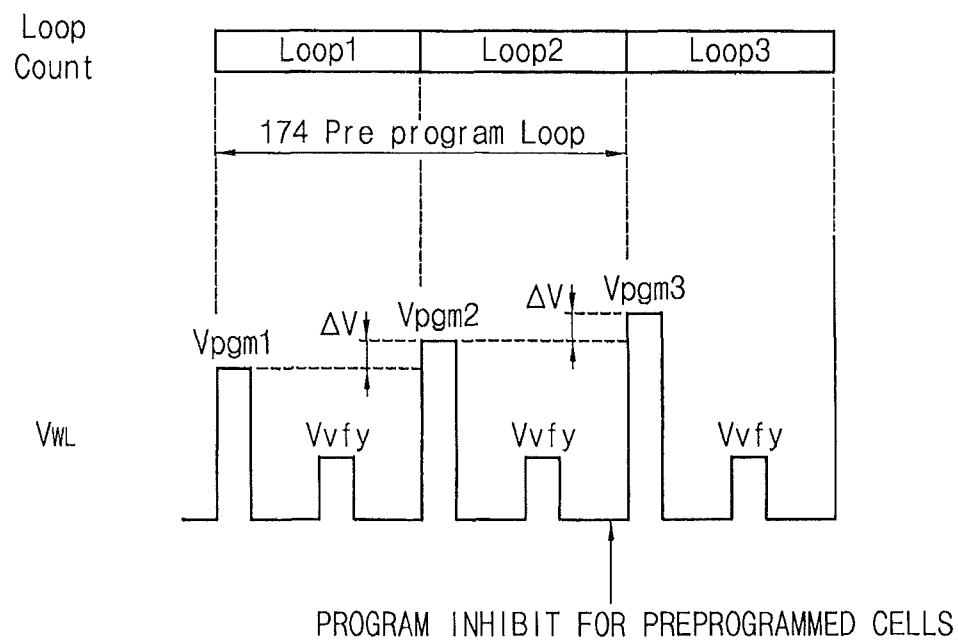 Loop
Count
Loop1 Loop2 Loop3
174 Pre program Loop
Vpgm1
ΔV
Vpgm2
ΔV
Vpgm3
VWL
Vvfy Vvfy Vvfy
PROGRAM INHIBIT FOR PREPROGRAMMED CELLS